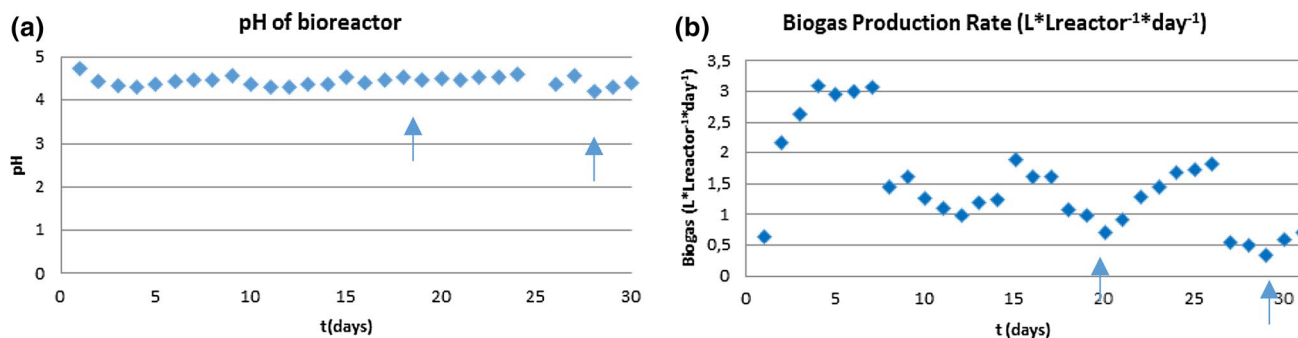 (a)
pH of bioreactor
5
4
3
2
1
0
pH
0 5 10 15 20 25 30
t(days)
(b)
Biogas Production Rate (L*Lreactor⁻¹*day⁻¹)
3,5
3
2,5
2
1,5
1
0,5
0
Biogas (L*Lreactor⁻¹*day⁻¹)
0 5 10 15 20 25 30
t (days)